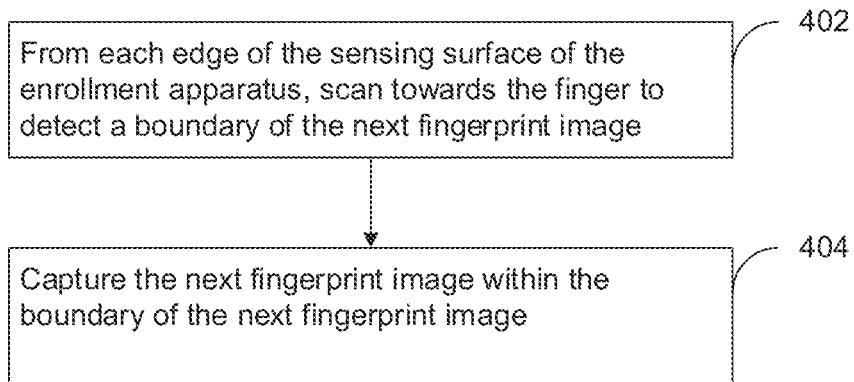 402
From each edge of the sensing surface of the
enrollment apparatus, scan towards the finger to
detect a boundary of the next fingerprint image
404
Capture the next fingerprint image within the
boundary of the next fingerprint image